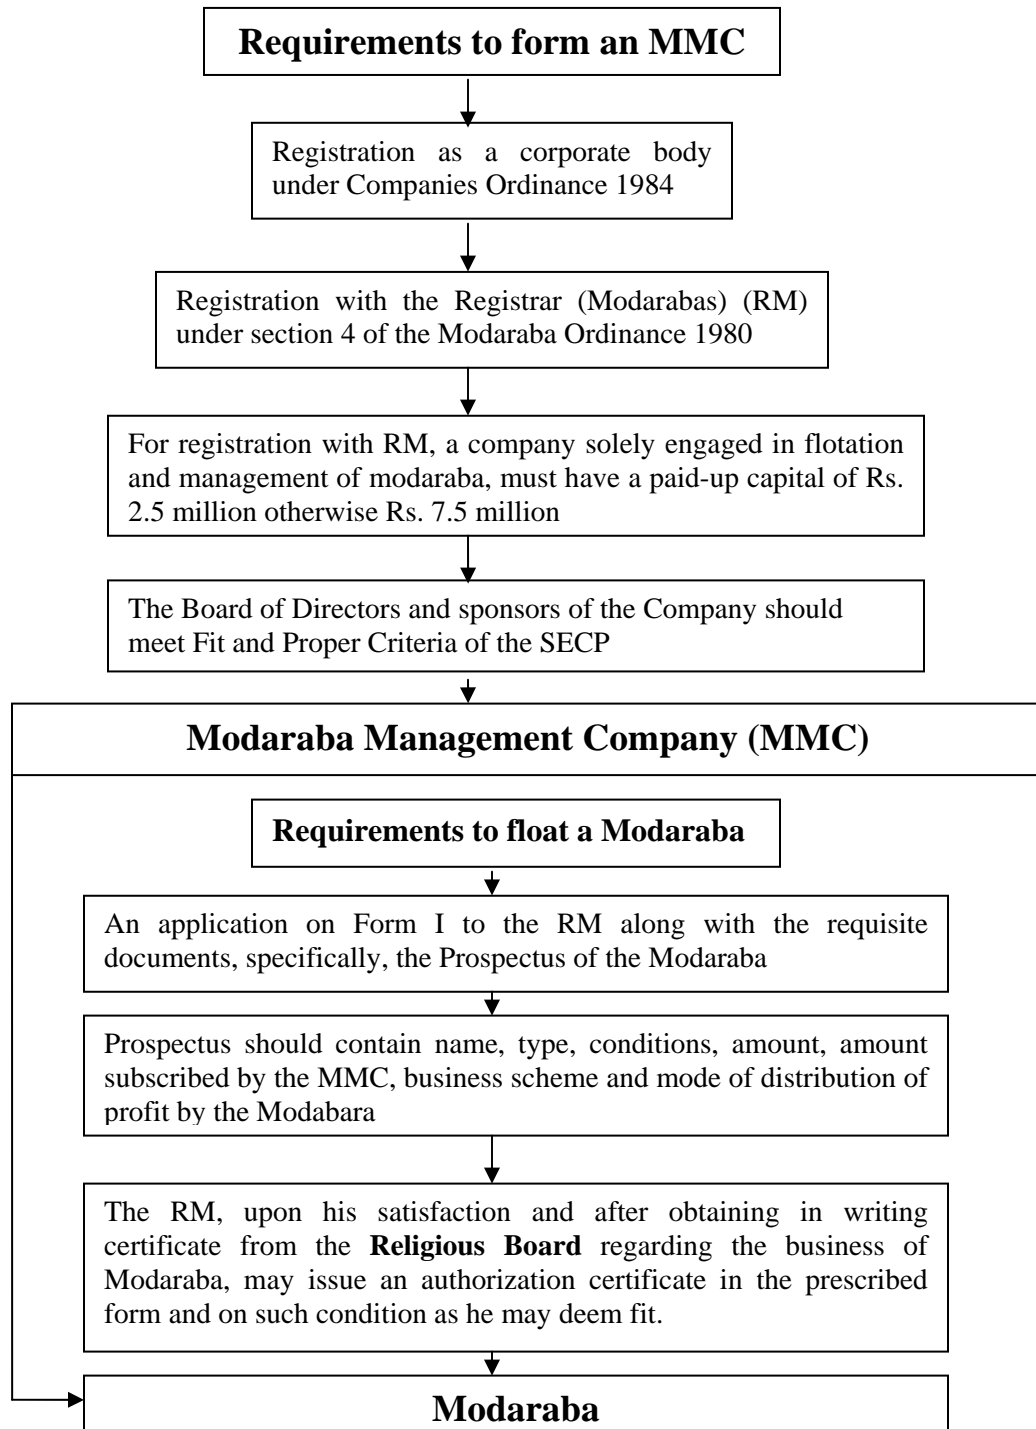 Requirements to form an MMC
Registration as a corporate body
under Companies Ordinance 1984
Registration with the Registrar (Modarabas) (RM)
under section 4 of the Modaraba Ordinance 1980
For registration with RM, a company solely engaged in flotation
and management of modaraba, must have a paid-up capital of Rs.
2.5 million otherwise Rs. 7.5 million
The Board of Directors and sponsors of the Company should
meet Fit and Proper Criteria of the SECP
Modaraba Management Company (MMC)
Requirements to float a Modaraba
An application on Form I to the RM along with the requisite
documents, specifically, the Prospectus of the Modaraba
Prospectus should contain name, type, conditions, amount, amount
subscribed by the MMC, business scheme and mode of distribution of
profit by the Modabara
The RM, upon his satisfaction and after obtaining in writing
certificate from the Religious Board regarding the business of
Modaraba, may issue an authorization certificate in the prescribed
form and on such condition as he may deem fit.
Modaraba